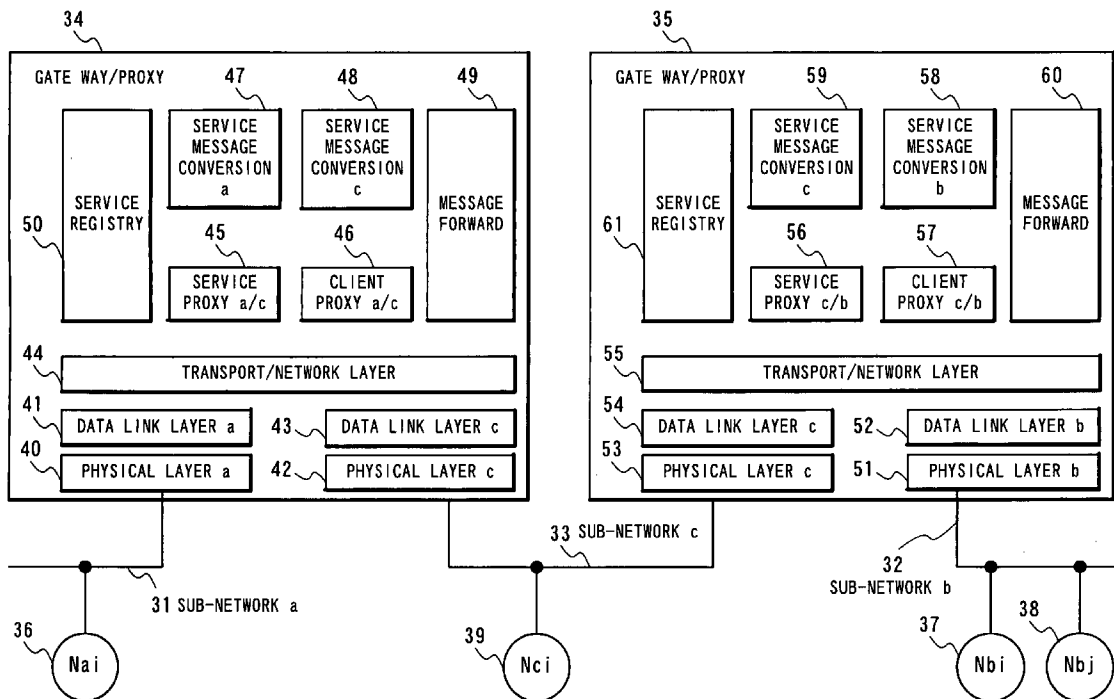 34
GATE WAY/PROXY
47
48
49
SERVICE
MESSAGE
CONVERSION
a
SERVICE
MESSAGE
CONVERSION
c
50
SERVICE
REGISTRY
MESSAGE
FORWARD
45
46
SERVICE
PROXY a/c
CLIENT
PROXY a/c
44
TRANSPORT/NETWORK LAYER
41
DATA LINK LAYER a
43
DATA LINK LAYER c
40
PHYSICAL LAYER a
42
PHYSICAL LAYER c
35
GATE WAY/PROXY
59
58
60
SERVICE
MESSAGE
CONVERSION
c
SERVICE
MESSAGE
CONVERSION
b
61
SERVICE
REGISTRY
MESSAGE
FORWARD
56
57
SERVICE
PROXY c/b
CLIENT
PROXY c/b
55
TRANSPORT/NETWORK LAYER
54
DATA LINK LAYER c
52
DATA LINK LAYER b
53
PHYSICAL LAYER c
51
PHYSICAL LAYER b
33 SUB-NETWORK c
32
SUB-NETWORK b
31 SUB-NETWORK a
36
Nai
39
Nci
37
Nbi
38
Nbj